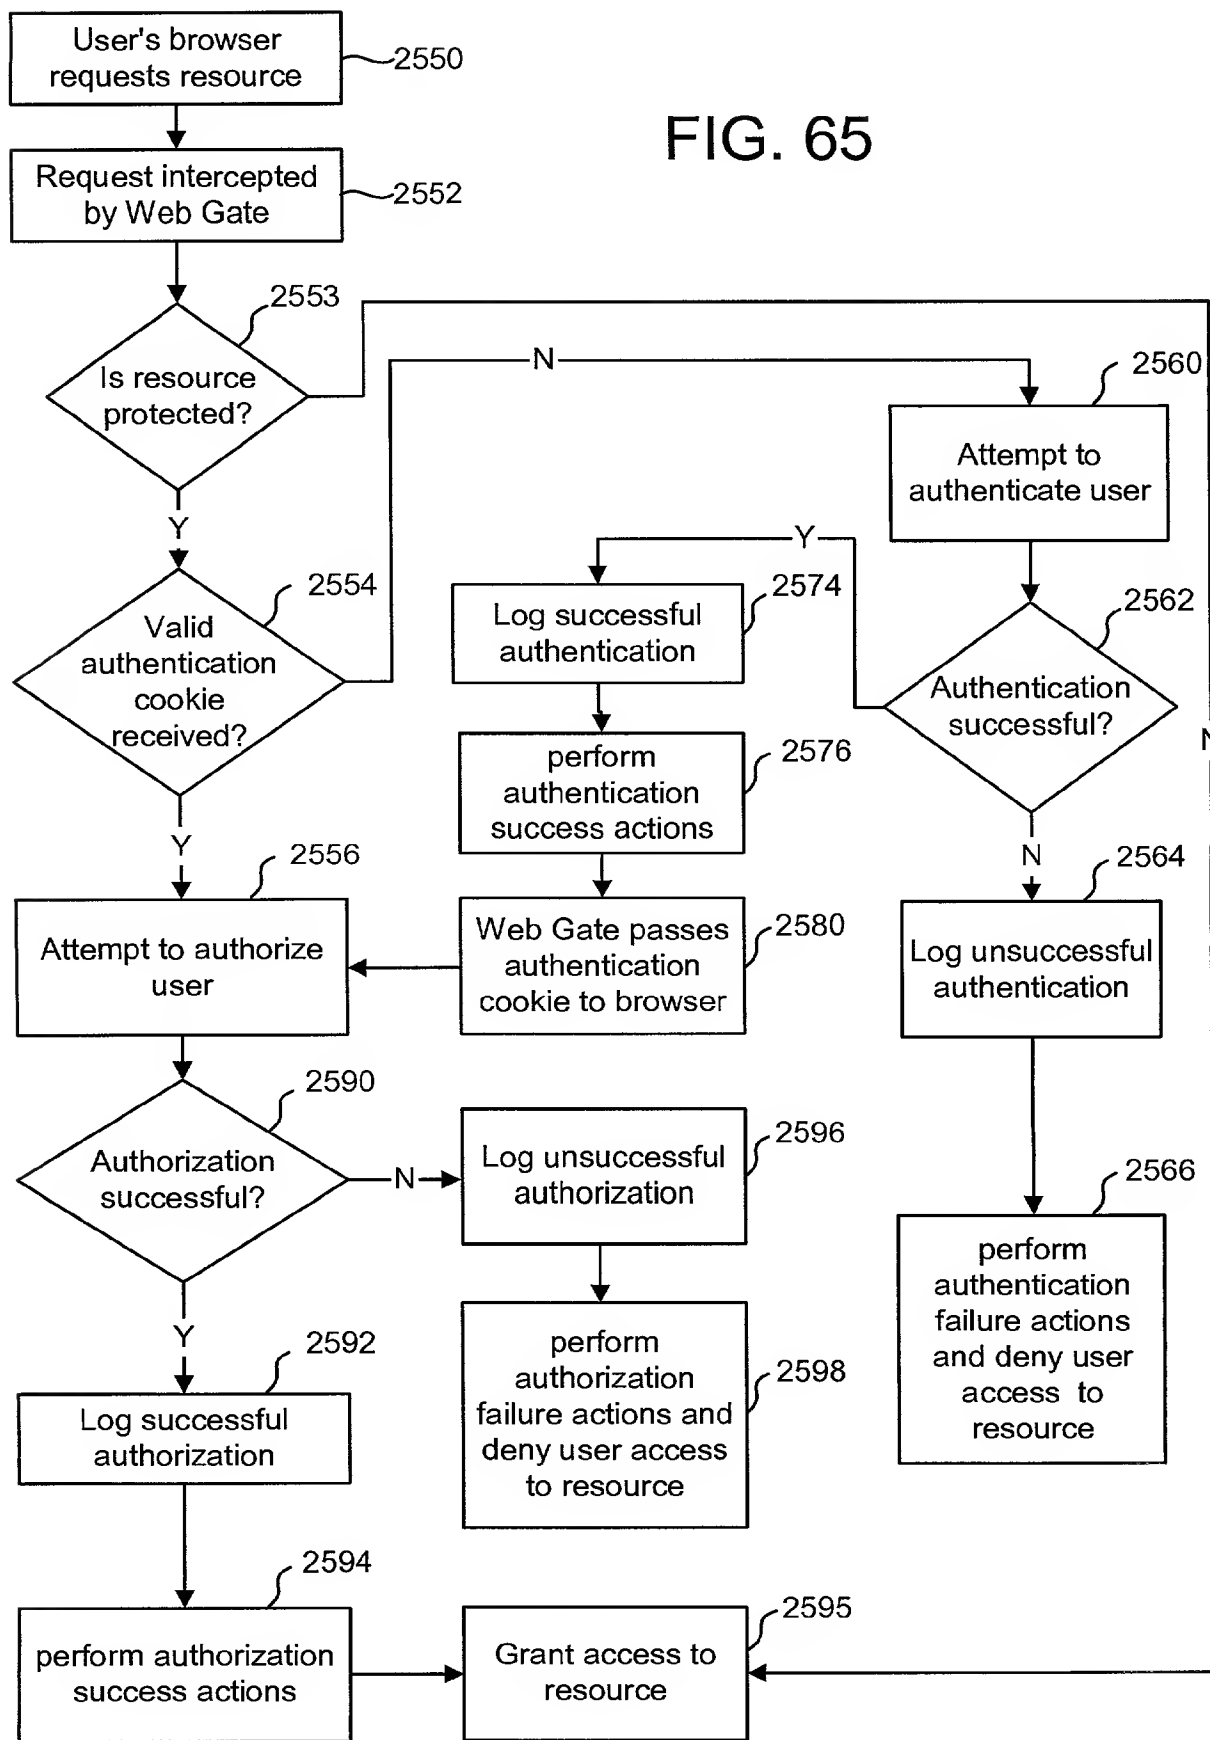 User's browser
requests resource
2550
FIG. 65
Request intercepted
by Web Gate
2552
2553
Is resource
protected?
N
2560
Attempt to
authenticate user
Y
Y
2554
Valid
authentication
cookie
received?
2574
Log successful
authentication
2562
Authentication
successful?
N
2576
perform
authentication
success actions
Y
2556
Attempt to authorize
user
2580
Web Gate passes
authentication
cookie to browser
N
2564
Log unsuccessful
authentication
2590
Authorization
successful?
N
2596
Log unsuccessful
authorization
2566
perform
authentication
failure actions
and deny user
access to
resource
Y
2592
Log successful
authorization
2598
perform
authorization
failure actions and
deny user access
to resource
2594
perform authorization
success actions
2595
Grant access to
resource